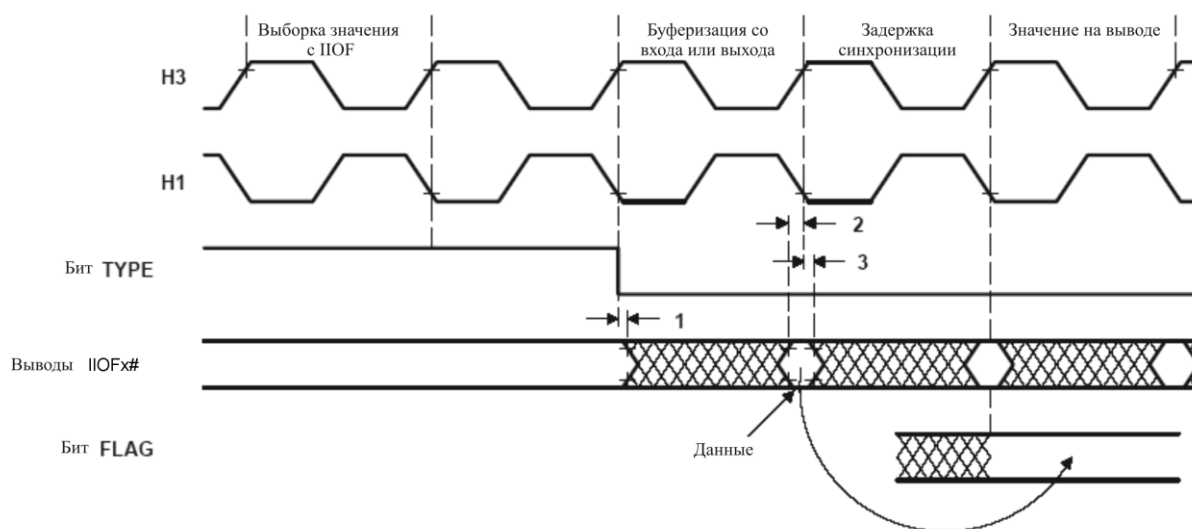 Выборка значения
с IIOF
Буферизация со
входа или выхода
Задержка
синхронизации
Значение на выводе
H3
H1
2
Бит TYPE
3
1
Выводы IIOFx#
Данные
Бит FLAG